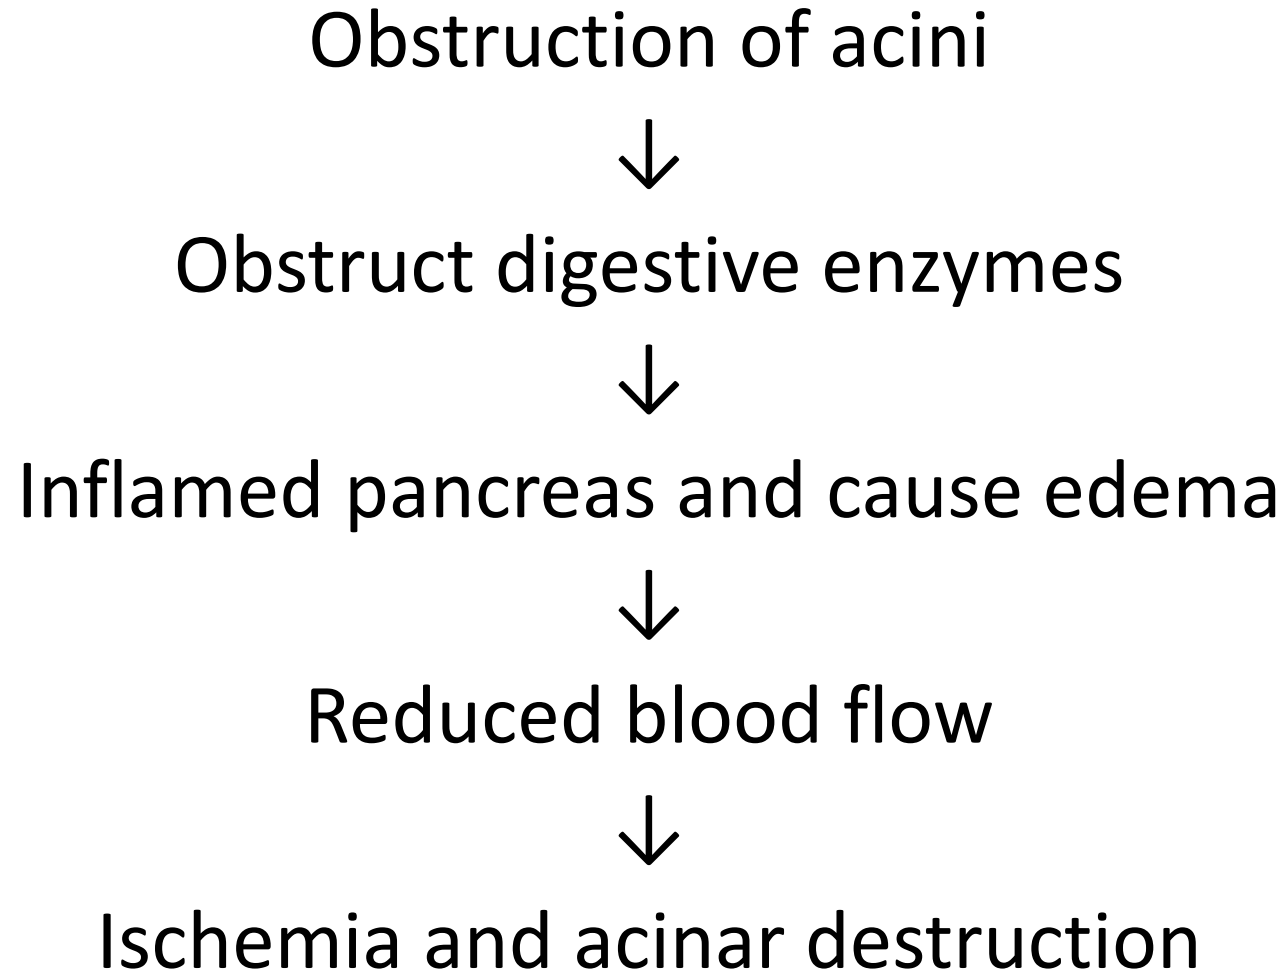 Obstruction of acini
↓
Obstruct digestive enzymes
↓
Inflamed pancreas and cause edema
↓
Reduced blood flow
↓
Ischemia and acinar destruction